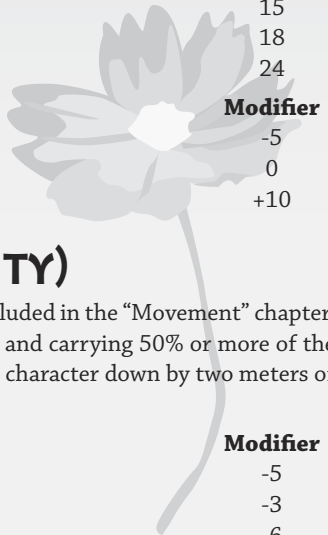 15
18
24
Modifier
-5
0
+10
TY)
luded in the “Movement” chapter
and carrying 50% or more of the
character down by two meters o
Modifier
-5
-3
-6